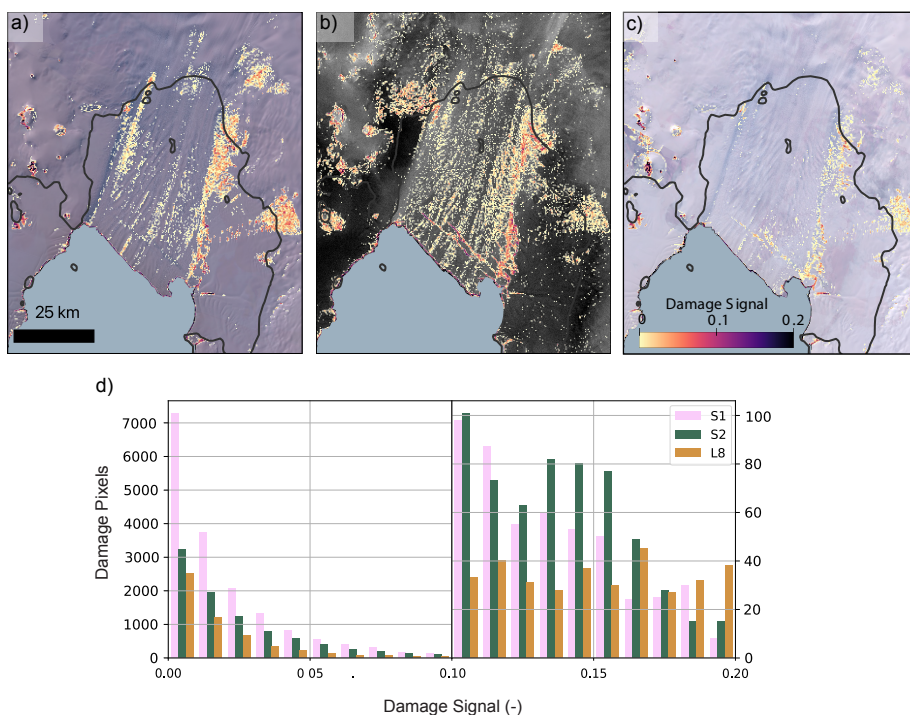 a)
b)
c)
25 km
Damage Signal
0 0.1 0.2
d)
7000
6000
5000
4000
3000
2000
1000
0
Damage Pixels
S1
S2
L8
100
80
60
40
20
0
0.00 0 05 . 0.10 0.15 0.20
Damage Signal (-)